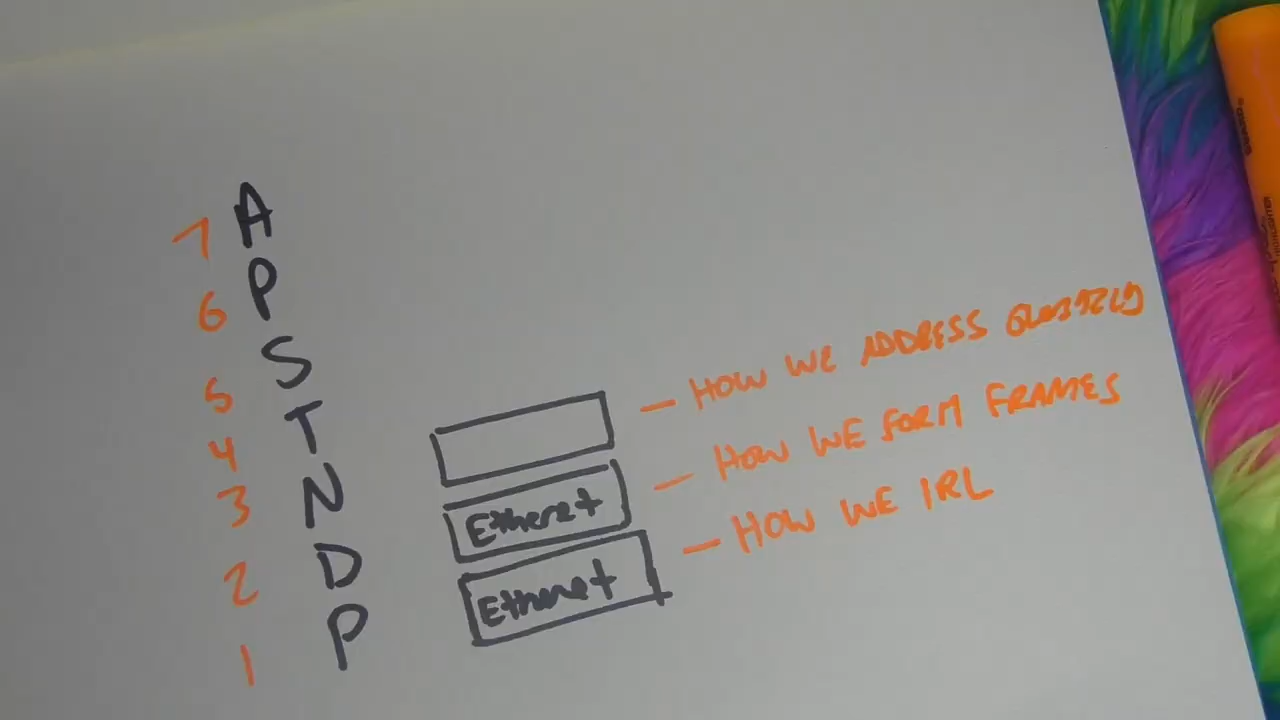 7 A
6 P
5 S
4 T
3 N
2 D
1 P
— HOW WE ADDRESS GLOBALLY
Ethernet — HOW WE FORM FRAMES
Ethernet — HOW WE IRL